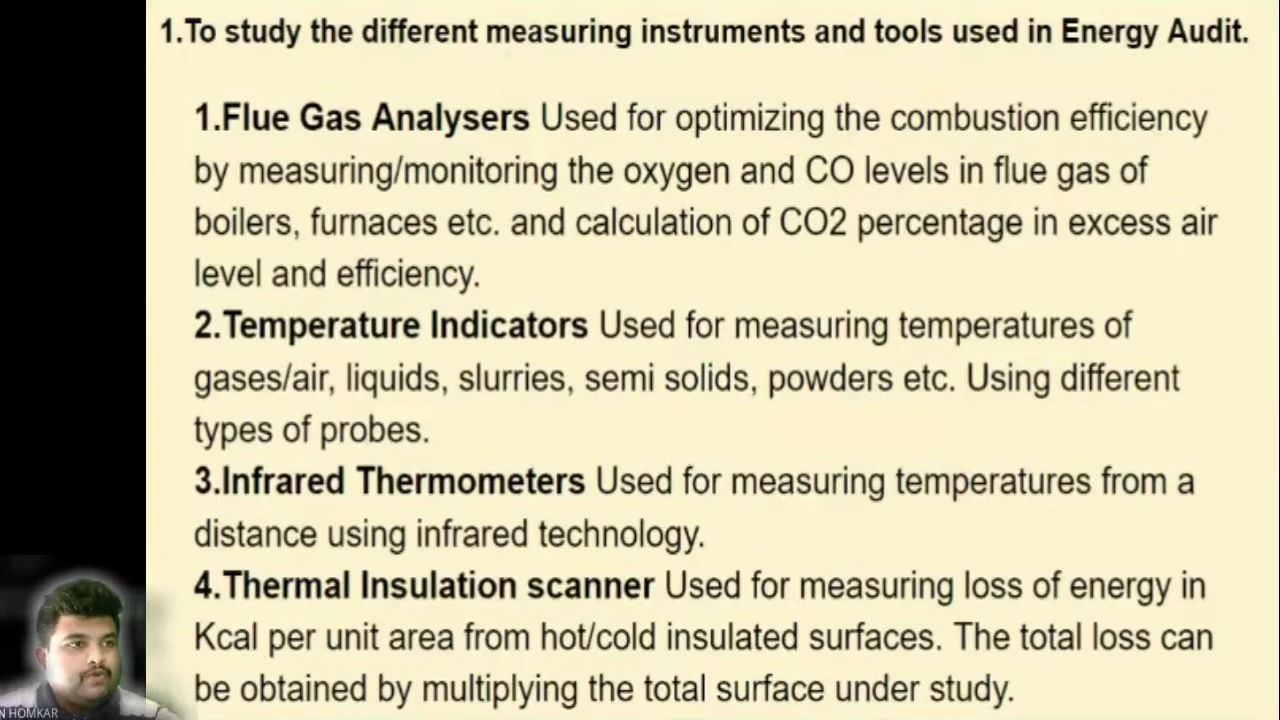 1.To study the different measuring instruments and tools used in Energy Audit.
1.Flue Gas Analysers Used for optimizing the combustion efficiency
by measuring/monitoring the oxygen and CO levels in flue gas of
boilers, furnaces etc. and calculation of CO2 percentage in excess air
level and efficiency.
2.Temperature Indicators Used for measuring temperatures of
gases/air, liquids, slurries, semi solids, powders etc. Using different
types of probes.
3.Infrared Thermometers Used for measuring temperatures from a
distance using infrared technology.
4.Thermal Insulation scanner Used for measuring loss of energy in
Kcal per unit area from hot/cold insulated surfaces. The total loss can
be obtained by multiplying the total surface under study.
N HOMKAR